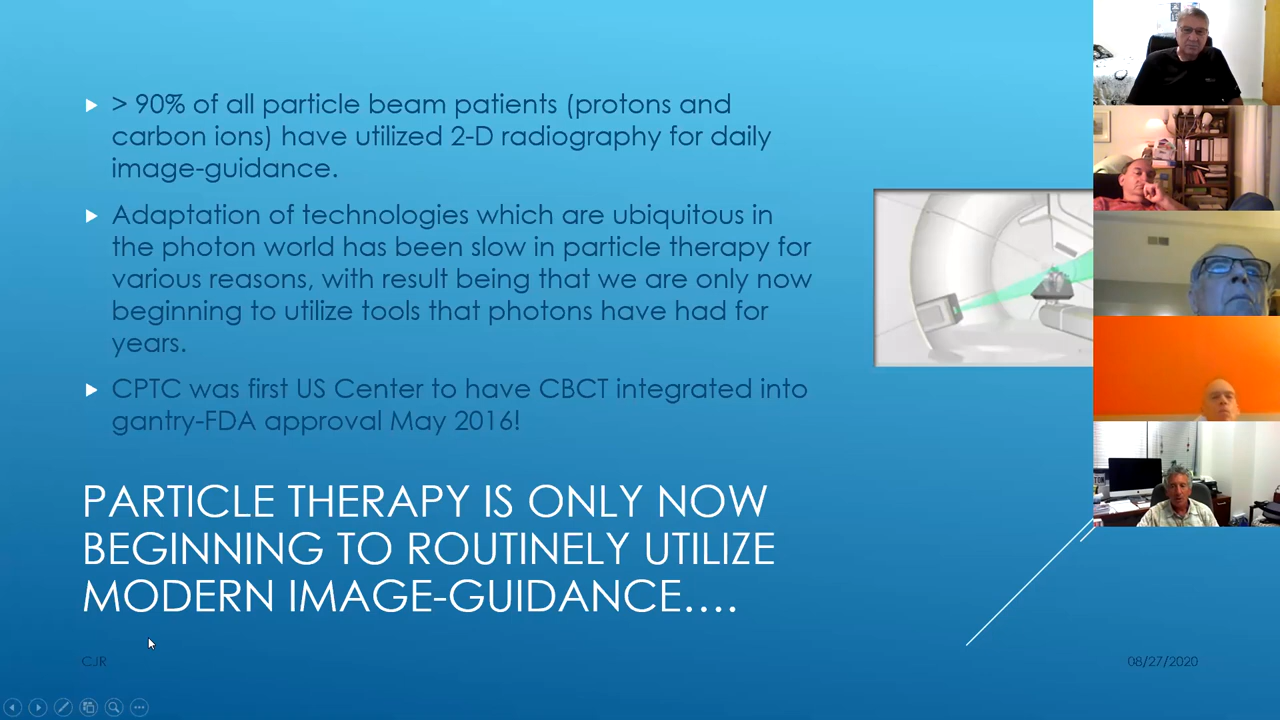 > 90% of all particle beam patients (protons and
carbon ions) have utilized 2-D radiography for daily
image-guidance.
Adaptation of technologies which are ubiquitous in
the photon world has been slow in particle therapy for
various reasons, with result being that we are only now
beginning to utilize tools that photons have had for
years.
CPTC was first US Center to have CBCT integrated into
gantry-FDA approval May 2016!
PARTICLE THERAPY IS ONLY NOW
BEGINNING TO ROUTINELY UTILIZE
MODERN IMAGE-GUIDANCE....
CJR
08/27/2020